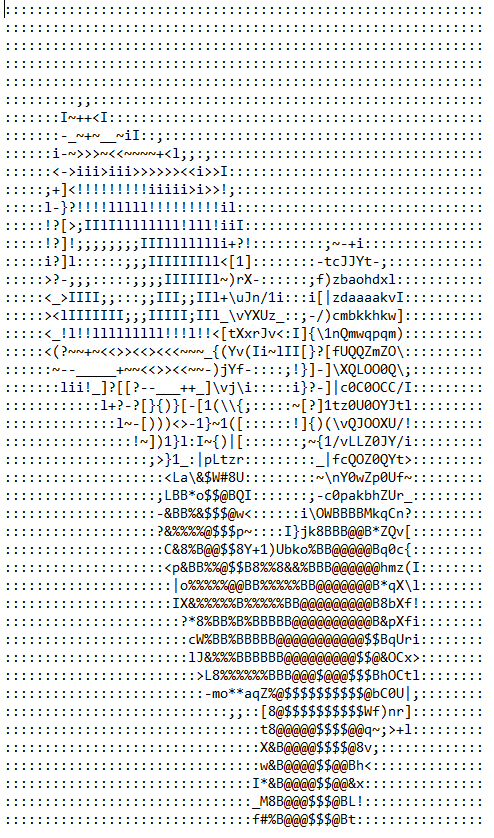 ::::::::::::::::::::::::::::::::::::::::::::::::::::::::::::::
::::::::::::::::::::::::::::::::::::::::::::::::::::::::::::::
::::::::::::::::::::::::::::::::::::::::::::::::::::::::::::::
::::::::::::::::::::::::::::::::::::::::::::::::::::::::::::::
::::::::::::::::::::::::::::::::::::::::::::::::::::::::::::::
:::::::::;;:::::::::::::::::::::::::::::::::::::::::::::::::::
:::::::I~++<I:::::::::::::::::::::::::::::::::::::::::::::::::
:::::::-_~+~__~iI::;::::::::::::::::::::::::::::::::::::::::::
::::::i-~>>>~<<~~~~+<l;;:;::::::::::::::::::::::::::::::::::::
::::::<->iii>iii>>>>>><<i>>I::::::::::::::::::::::::::::::::::
:::::;+]<!!!!!!!!!iiiii>i>>!;:::::::::::::::::::::::::::::::::
:::::l-}?!!!!lllll!!!!!!!!!il:::::::::::::::::::::::::::::::::
:::::!?[>;IIlIlllllll!lll!iiI:::::::::::::::::::::::::::::::::
:::::!?]!;;;;;;;;IIIllllllli+?!::::::::::;~-+i::::::::::::::::
:::::i?]l::::::;;;IIIIIIIll<[1]:::::::::-tcJJYt-;:::::::::::::
:::::>?-;;;:::::;;;;IIIIIIl~)rX-:::::::;f)zbaohdxl::::::::::::
:::::<_>IIII;;:::;;;III;;IIl+\uJn/1i:::i[|zdaaaakvI:::::::::::
:::::><lIIIIIII;;;IIIII;IIl_\vYXUz_::;-/)cmbkkhkw]::::::::::::
:::::<_!l!!lllllllll!!!l!!<[tXxrJv<:I]{\1nQmwqpqm)::::::::::::
:::::<(?~~+~<<>><<><<<~~~_{(Yv(Ii~lII[}?[fUQQZmZO\::::::::::::
:::::~--_____+~~<>><<~~-)jYf-::::;!}]-]\XQLOO0Q\;:::::::::::::
:::::::lii!_]?[[?--___++_]\vj\i:::::i}?-]|c0C0OCC/I:::::::::::
::::::::::::l+?-?[}{)}[-[1(\\{;:::::~[?]1tz0U0OYJtl:::::::::::
::::::::::::::l~-[)))<>-1}~1([::::::!]{)(\vQJOOXU/!:::::::::::
::::::::::::::::!~])1}l:I~{)|[:::::;~{1/vLLZ0JY/i:::::::::::::
::::::::::::::::::;>}1_:|pLtzr:::::::::_|fcQOZ0QYt>:::::::::::
:::::::::::::::::::::<La\&$W#8U:::::::::~\nY0wZp0Uf~::::::::::
::::::::::::::::::::;LBB*o$$@BQI:::::::;-c0pakbhZUr_::::::::::
::::::::::::::::::::-&BB%&$$$@w<::::::i\OWBBBBMkqCn?::::::::::
::::::::::::::::::::?&%%%%@$$$p~::::I}jk8BBB@@B*ZQv[::::::::::
:::::::::::::::::::::C&8%B@@$$8Y+1)Ubko%BB@@@@@Bq0c{::::::::::
:::::::::::::::::::::<p&BB%%@$$B8%%8&&%BBB@@@@@@hmz(I:::::::::
::::::::::::::::::::::|o%%%%%@@BB%%%%%BB@@@@@@@B*qX\l:::::::::
::::::::::::::::::::::IX&%%%%%B%%%%%BB@@@@@@@@@B8bXf!:::::::::
:::::::::::::::::::::::?*8%BB%B%BBBBB@@@@@@@@@@B&pXfi:::::::::
::::::::::::::::::::::::cW%BB%BBBBB@@@@@@@@@@@$$BqUri:::::::::
::::::::::::::::::::::::lJ&%%%BBBBBB@@@@@@@@@$$@&OCx>:::::::::
:::::::::::::::::::::::::>L8%%%%%%BBB@@@$@@@$$$BhOCtl:::::::::
::::::::::::::::::::::::::-mo**aqZ%@$$$$$$$$$$@bC0U|,:::::::::
:::::::::::::::::::::::::::::;;::[8@$$$$$$$$$$Wf)nr]::::::::::
:::::::::::::::::::::::::::::::::t8@@@@@$$$$@@q~;>+l::::::::::
:::::::::::::::::::::::::::::::::X&B@@@@$$$$@8v;::::::::::::::
:::::::::::::::::::::::::::::::::w&B@@@@$$@@Bh<:::::::::::::::
::::::::::::::::::::::::::::::::I*&B@@@@$$@@&x::::::::::::::::
::::::::::::::::::::::::::::::::_M8B@@@$$$@BL!::::::::::::::::
::::::::::::::::::::::::::::::::f#%B@@@$$$@Bt:::::::::::::::::